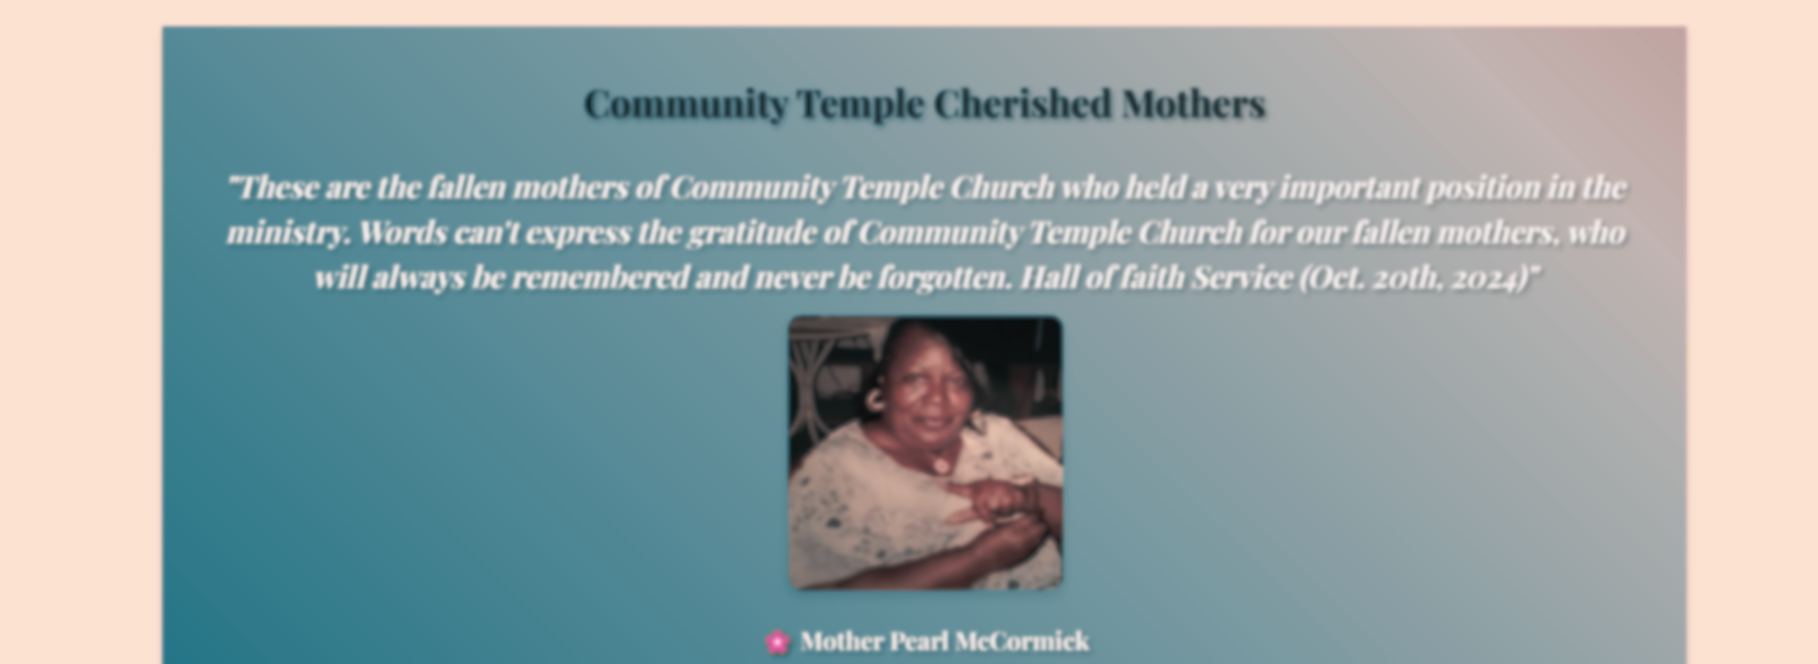 Community Temple Cherished Mothers
"These are the fallen mothers of Community Temple Church who held a very important position in the
ministry. Words can't express the gratitude of Community Temple Church for our fallen mothers, who
will always be remembered and never be forgotten. Hall of faith Service (Oct. 20th, 2024)"
🌸 Mother Pearl McCormick